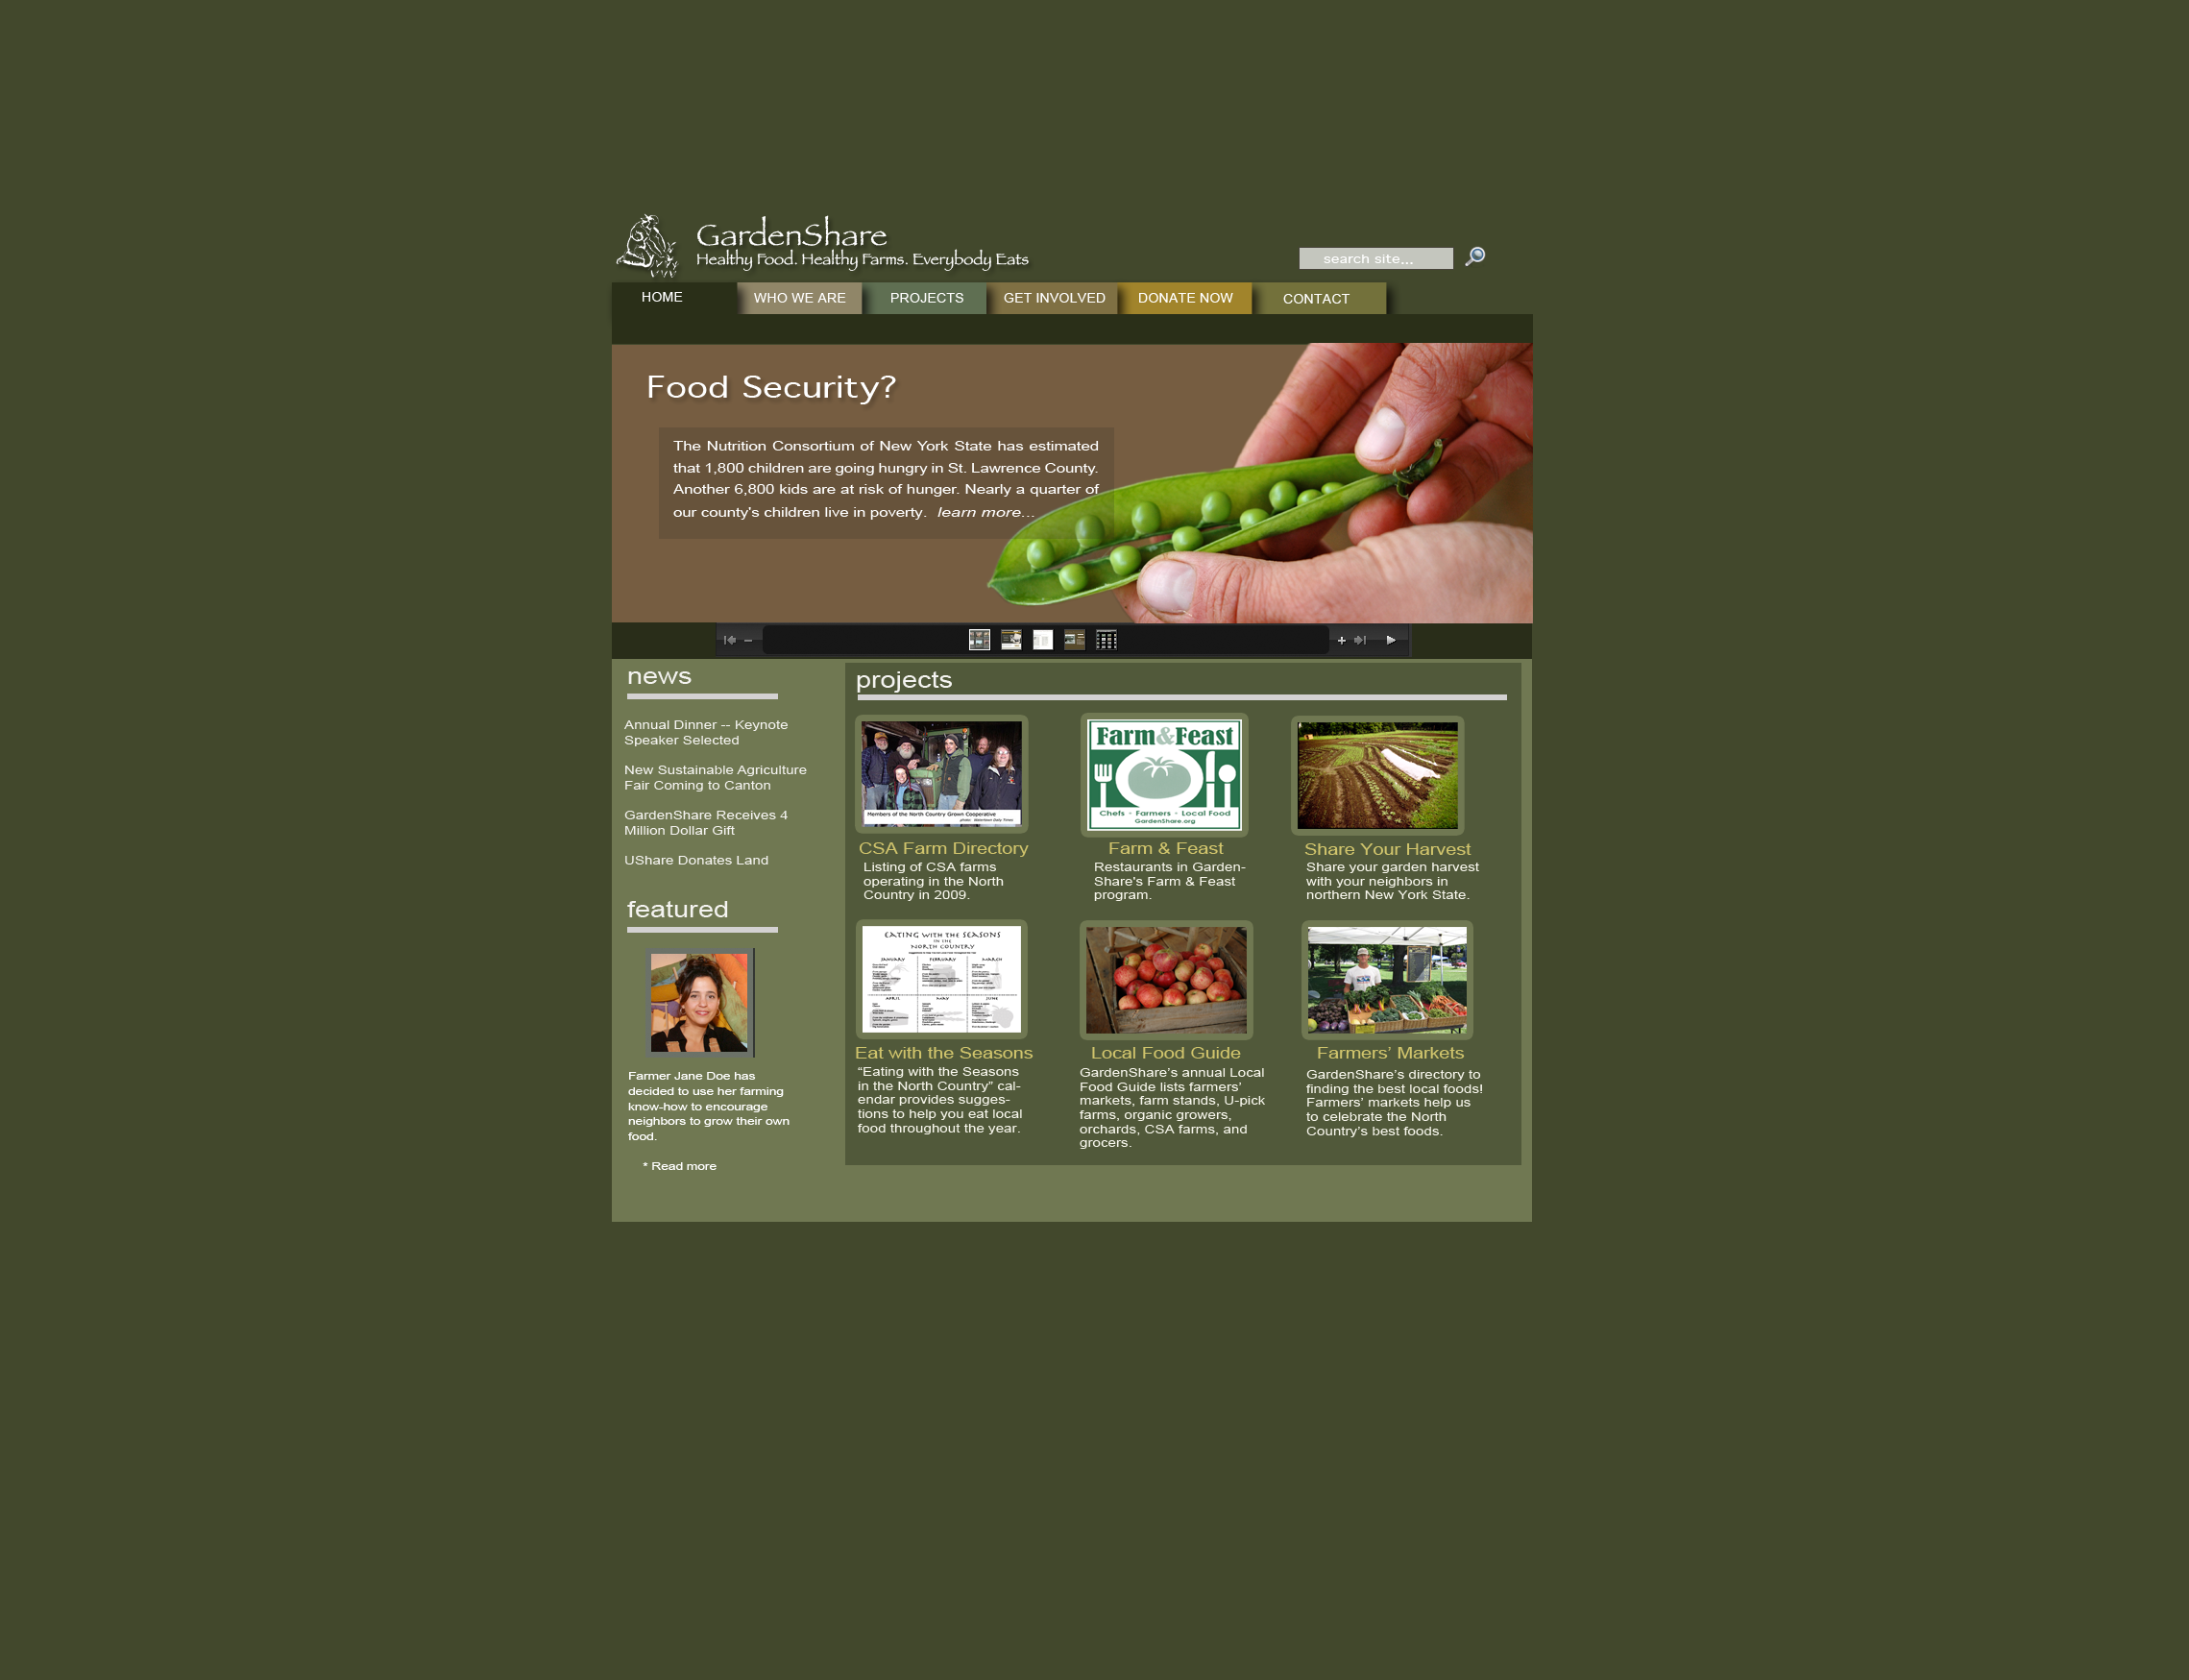 GardenShare
Healthy Food. Healthy Farms. Everybody Eats
search site...
HOME
WHO WE ARE
PROJECTS
GET INVOLVED
DONATE NOW
CONTACT
Food Security?
The Nutrition Consortium of New York State has estimated
that 1,800 children are going hungry in St. Lawrence County.
Another 6,800 kids are at risk of hunger. Nearly a quarter of
our county's children live in poverty. learn more...
news
Annual Dinner -- Keynote
Speaker Selected
New Sustainable Agriculture
Fair Coming to Canton
GardenShare Receives 4
Million Dollar Gift
UShare Donates Land
featured
Farmer Jane Doe has
decided to use her farming
know-how to encourage
neighbors to grow their own
food.
* Read more
projects
Members of the North Country Grown Cooperative
photo: Watertown Daily Times
CSA Farm Directory
Listing of CSA farms
operating in the North
Country in 2009.
Farm&Feast
Chefs · Farmers · Local Food
GardenShare.org
Farm & Feast
Restaurants in Garden-
Share's Farm & Feast
program.
Share Your Harvest
Share your garden harvest
with your neighbors in
northern New York State.
EATING WITH THE SEASONS
IN THE
NORTH COUNTRY
JANUARY
FEBRUARY
MARCH
APRIL
MAY
JUNE
Eat with the Seasons
“Eating with the Seasons
in the North Country” cal-
endar provides sugges-
tions to help you eat local
food throughout the year.
Local Food Guide
GardenShare’s annual Local
Food Guide lists farmers’
markets, farm stands, U-pick
farms, organic growers,
orchards, CSA farms, and
grocers.
Farmers’ Markets
GardenShare’s directory to
finding the best local foods!
Farmers’ markets help us
to celebrate the North
Country’s best foods.